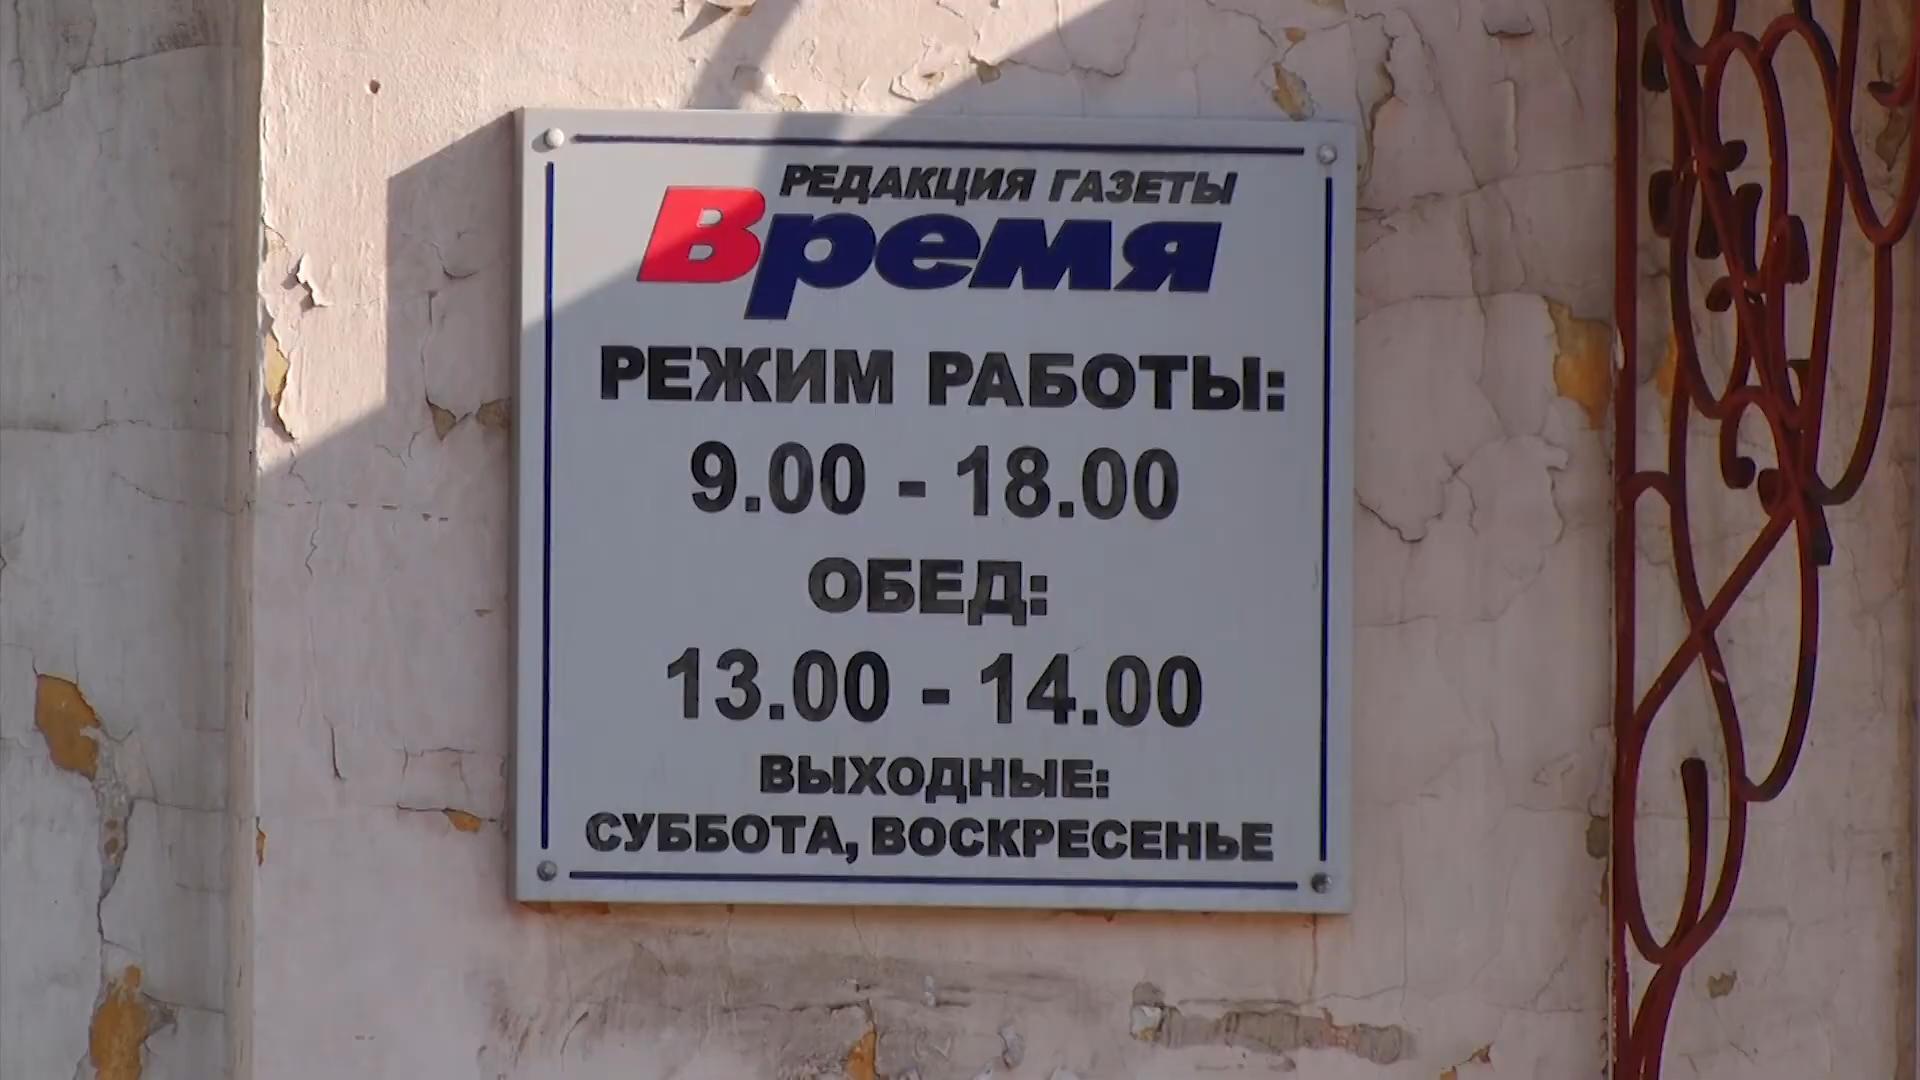 РЕДАКЦИЯ ГАЗЕТЫ
Время
РЕЖИМ РАБОТЫ:
9.00 - 18.00
ОБЕД:
13.00 - 14.00
ВЫХОДНЫЕ:
СУББОТА, ВОСКРЕСЕНЬЕ